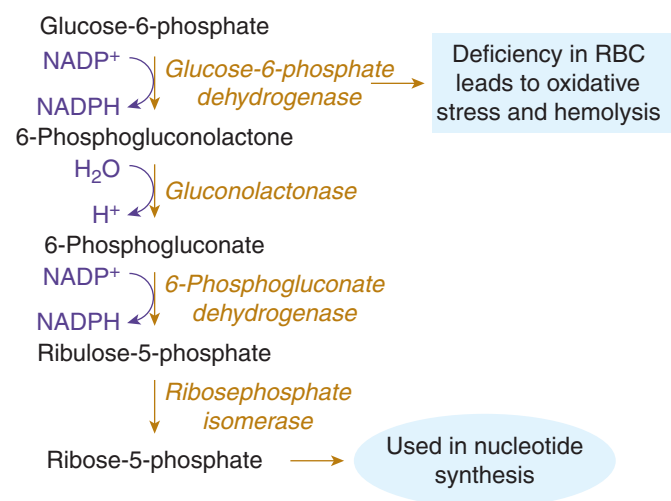 Glucose-6-phosphate
NADP⁺
NADPH
Glucose-6-phosphate
dehydrogenase
Deficiency in RBC
leads to oxidative
stress and hemolysis
6-Phosphogluconolactone
H₂O
H⁺
Gluconolactonase
6-Phosphogluconate
NADP⁺
NADPH
6-Phosphogluconate
dehydrogenase
Ribulose-5-phosphate
Ribosephosphate
isomerase
Ribose-5-phosphate
Used in nucleotide
synthesis